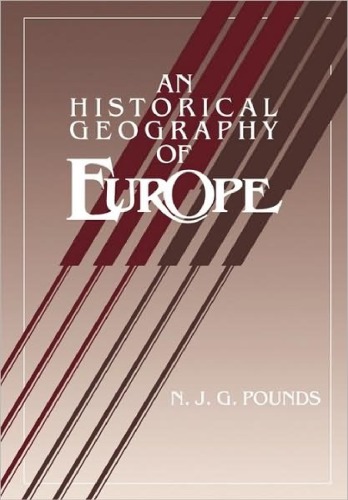 AN
HISTORICAL
GEOGRAPHY
OF
EUROPE
N. J. G. POUNDS